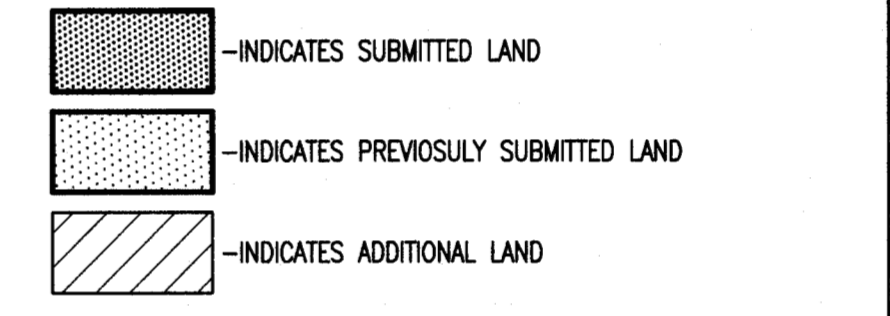 -INDICATES SUBMITTED LAND
-INDICATES PREVIOSULY SUBMITTED LAND
-INDICATES ADDITIONAL LAND